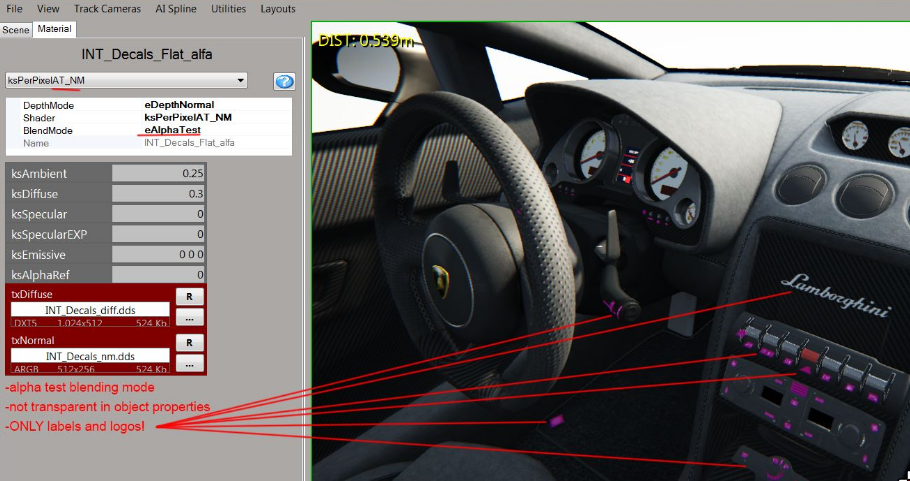 File View Track Cameras AI Spline Utilities Layouts
Scene Material
INT_Decals_Flat_alfa
ksPerPixelAT_NM
DepthMode eDepthNormal
Shader ksPerPixelAT_NM
BlendMode eAlphaTest
Name INT_Decals_Flat_alfa
ksAmbient 0.25
ksDiffuse 0.3
ksSpecular 0
ksSpecularEXP 0
ksEmissive 0 0 0
ksAlphaRef 0
txDiffuse R
INT_Decals_diff.dds
DXT5 1.024x512 524 Kb ...
txNormal R
INT_Decals_nm.dds
ARGB 512x256 524 Kb ...
-alpha test blending mode
-not transparent in object properties
-ONLY labels and logos!
DIST: 0.539m
Lamborghini